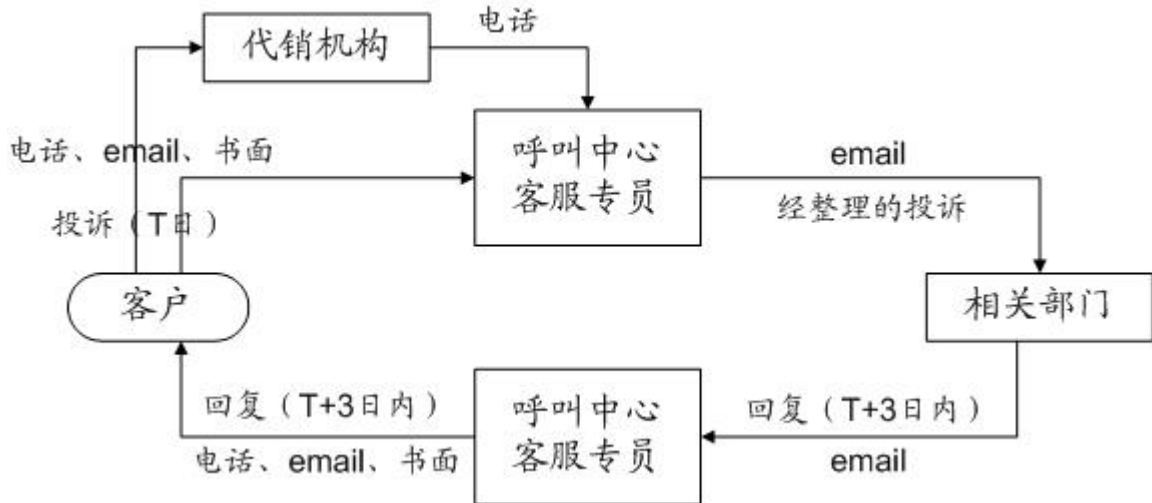 代销机构
电话
呼叫中心
客服专员
电话、email、书面
email
投诉（T日）
经整理的投诉
客户
相关部门
呼叫中心
客服专员
回复（T+3日内）
回复（T+3日内）
电话、email、书面
email